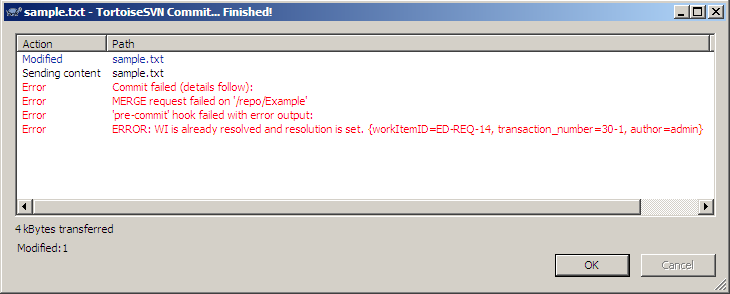 sample.txt - TortoiseSVN Commit... Finished!
Action Path
Modified sample.txt
Sending content sample.txt
Error Commit failed (details follow):
Error MERGE request failed on '/repo/Example'
Error 'pre-commit' hook failed with error output:
Error ERROR: WI is already resolved and resolution is set. {workItemID=ED-REQ-14, transaction_number=30-1, author=admin}
4 kBytes transferred
Modified:1
OK Cancel